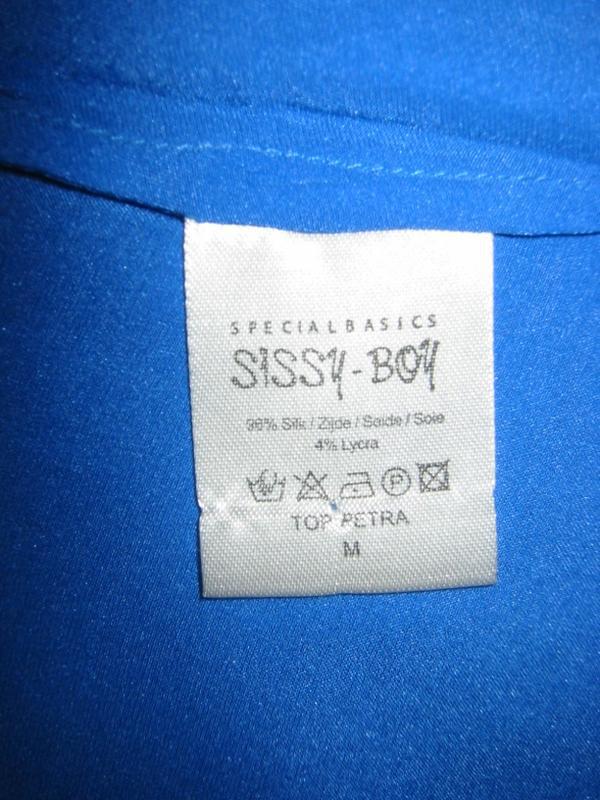 SPECIALBASICS
SISSY-BOY
96% Silk / Zijde / Seide / Soie
4% Lycra
TOP PETRA
M